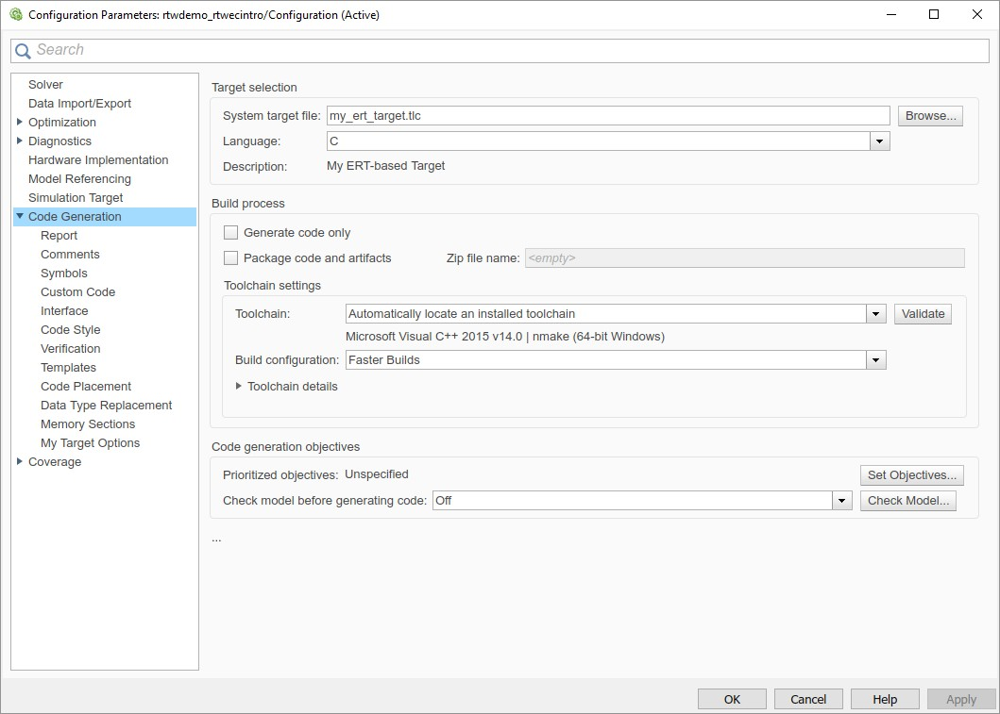 Configuration Parameters: rtwdemo_rtwecintro/Configuration (Active)
Search
Solver
Data Import/Export
Optimization
Diagnostics
Hardware Implementation
Model Referencing
Simulation Target
Code Generation
Report
Comments
Symbols
Custom Code
Interface
Code Style
Verification
Templates
Code Placement
Data Type Replacement
Memory Sections
My Target Options
Coverage
Target selection
System target file: my_ert_target.tlc Browse...
Language: C
Description: My ERT-based Target
Build process
Generate code only
Package code and artifacts Zip file name: <empty>
Toolchain settings
Toolchain: Automatically locate an installed toolchain Validate
Microsoft Visual C++ 2015 v14.0 | nmake (64-bit Windows)
Build configuration: Faster Builds
Toolchain details
Code generation objectives
Prioritized objectives: Unspecified Set Objectives...
Check model before generating code: Off Check Model...
...
OK Cancel Help Apply